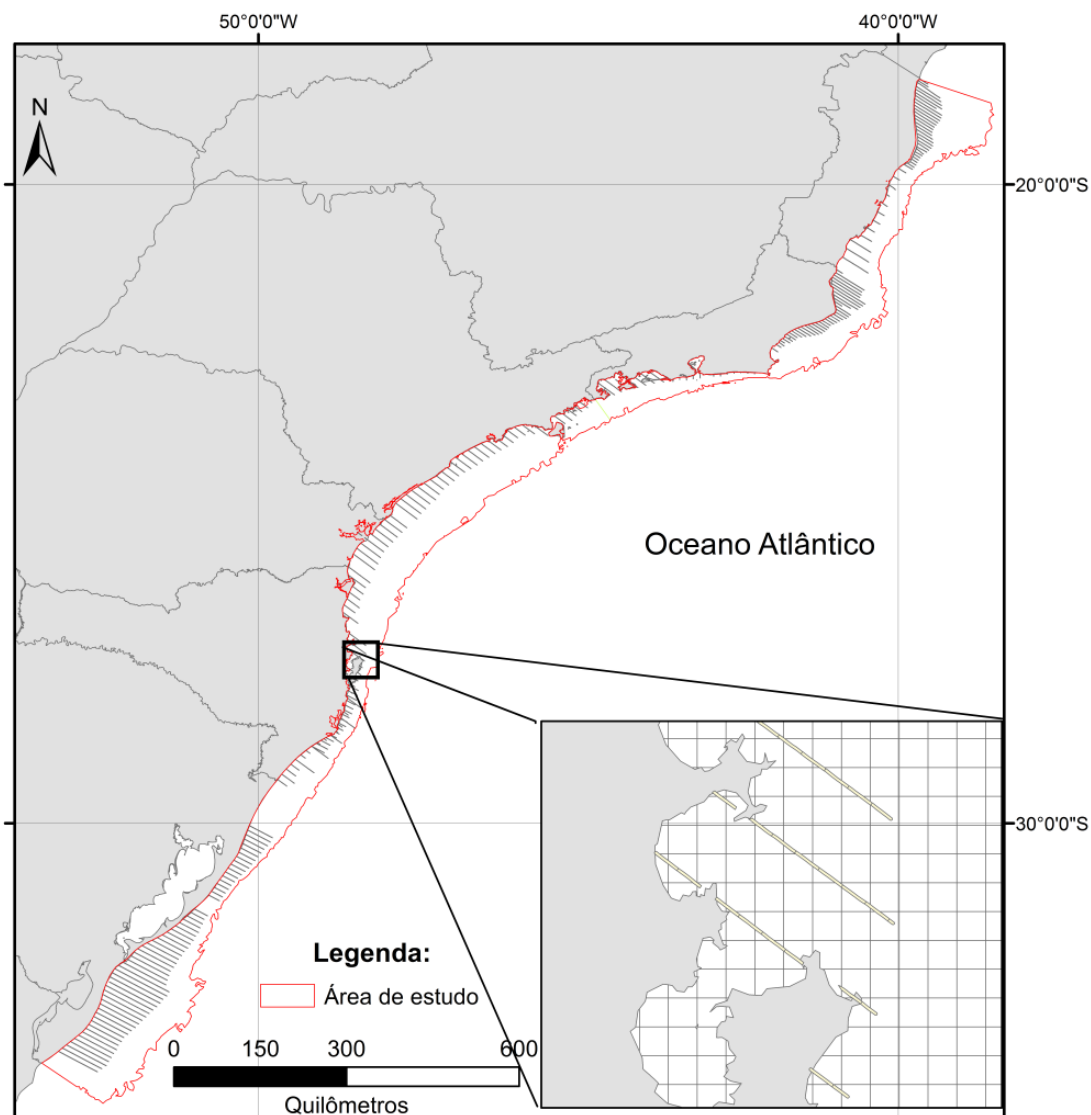 50°0'0"W
40°0'0"W
N
20°0'0"S
Oceano Atlântico
30°0'0"S
Legenda:
Área de estudo
0 150 300 600
Quilômetros